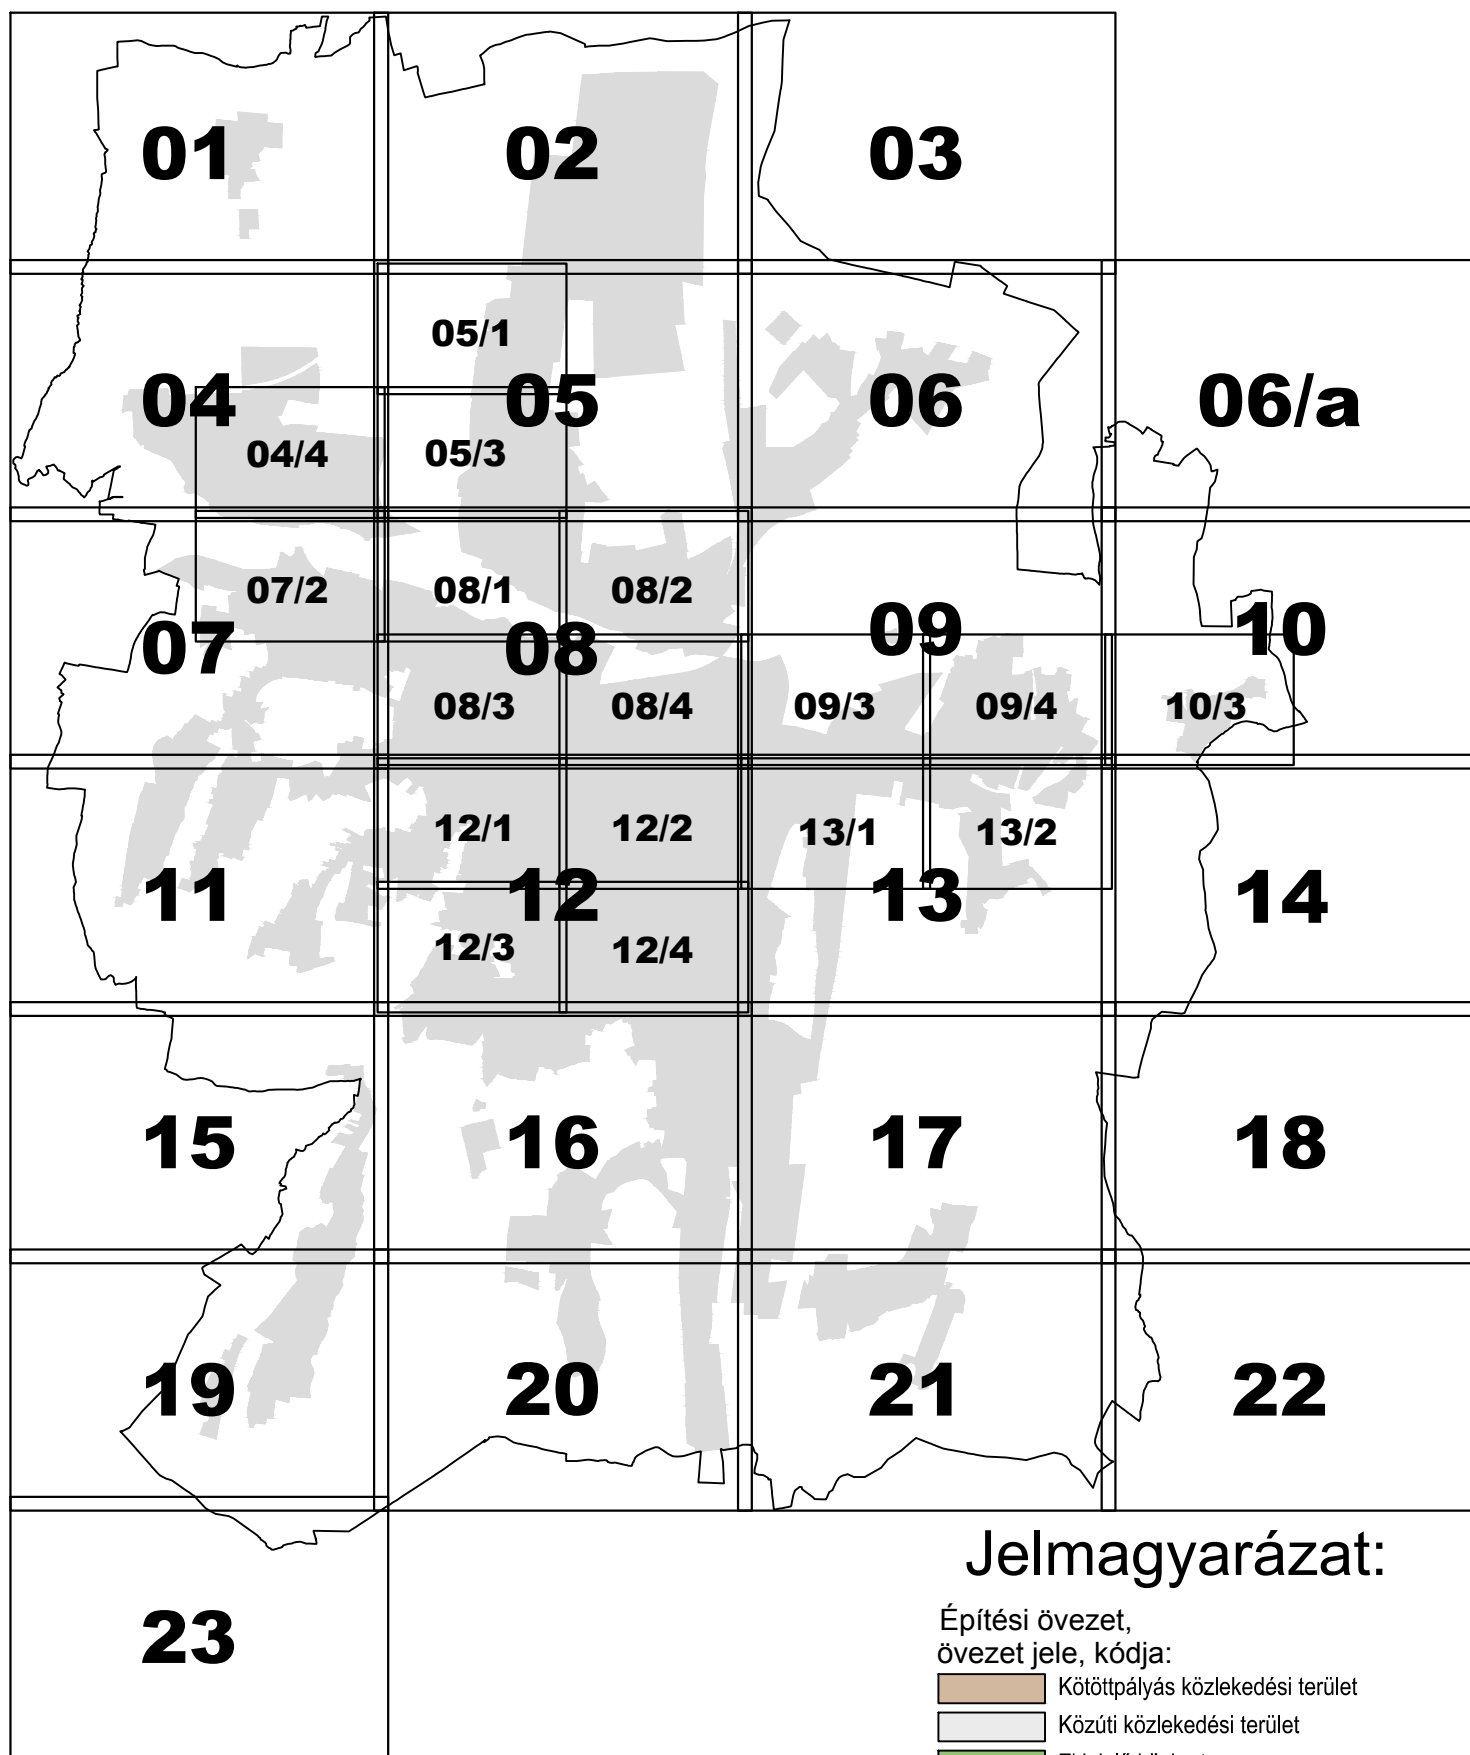 01 02 03
05/1
04 05 06 06/a
04/4 05/3
07/2 08/1 08/2
07 08 09 10
08/3 08/4 09/3 09/4 10/3
12/1 12/2 13/1 13/2
11 12 13 14
12/3 12/4
15 16 17 18
19 20 21 22
23
Jelmagyarázat:
Építési övezet,
övezet jele, kódja:
Kötöttpályás közlekedési terület
Közúti közlekedési terület